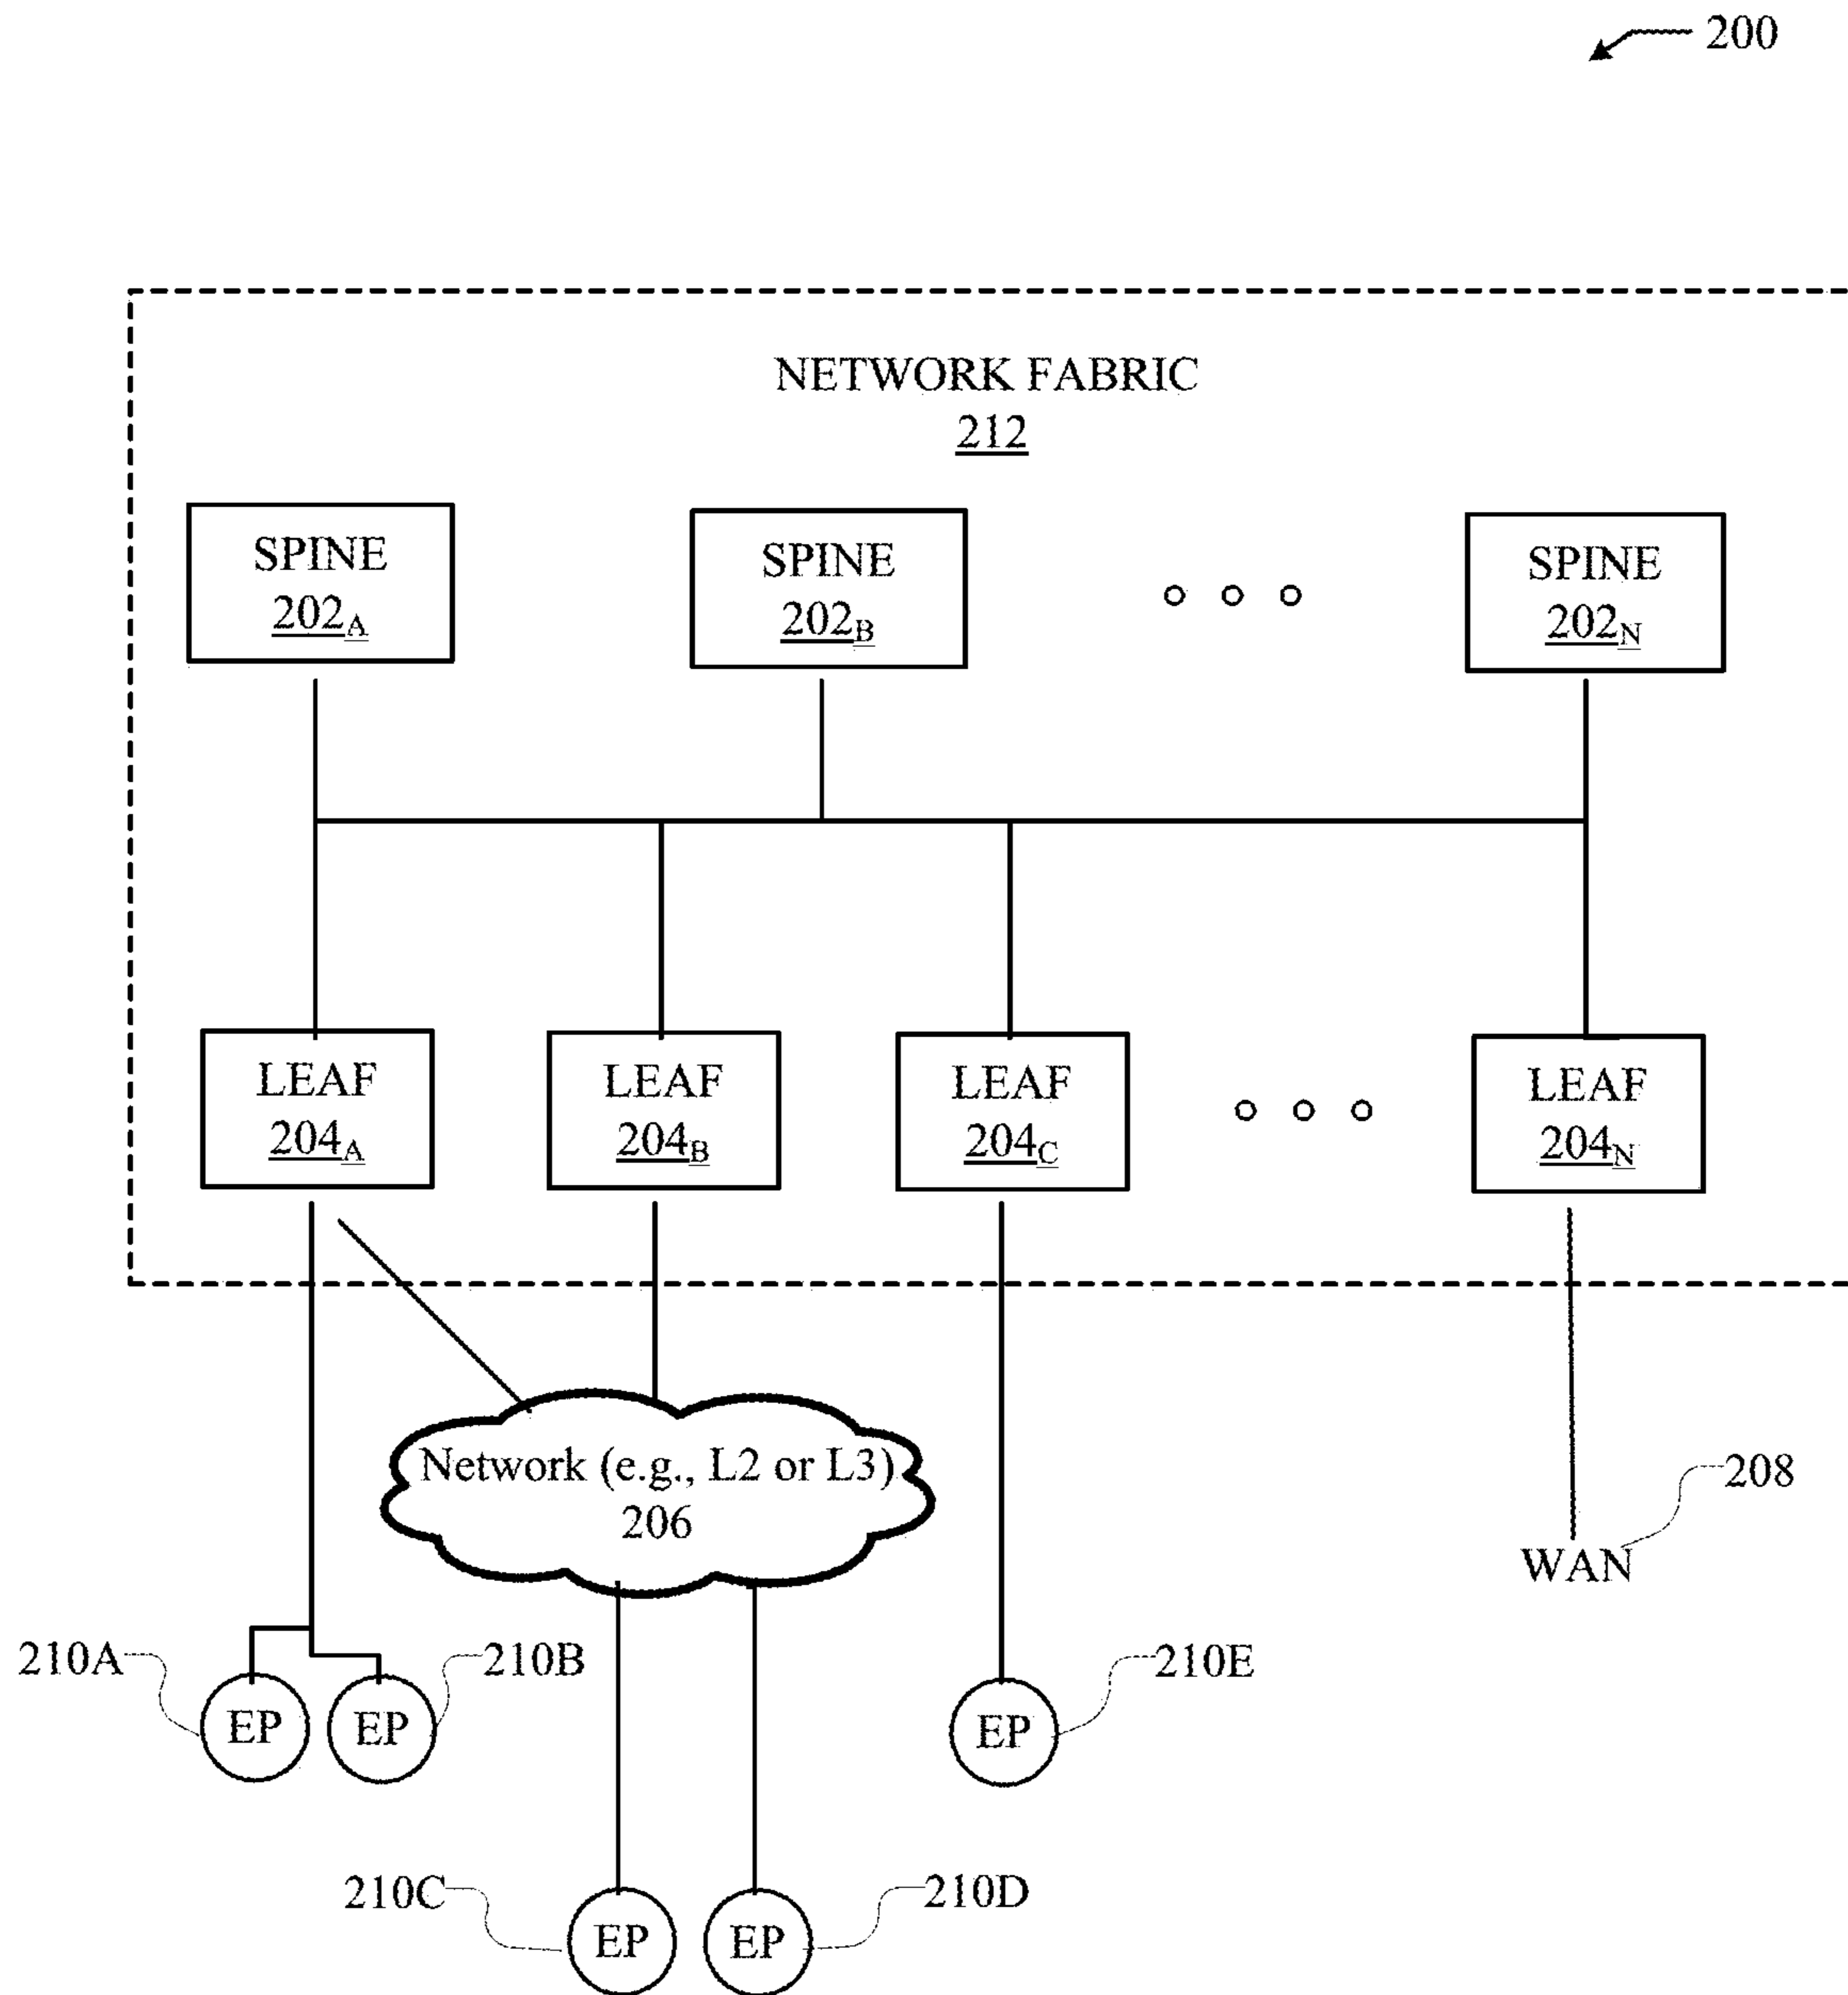 200
NETWORK FABRIC
212
SPINE
202A
SPINE
202B
SPINE
202N
LEAF
204A
LEAF
204B
LEAF
204C
LEAF
204N
Network (e.g., L2 or L3)
206
208
WAN
210A
210B
210E
EP
EP
EP
210C
210D
EP
EP